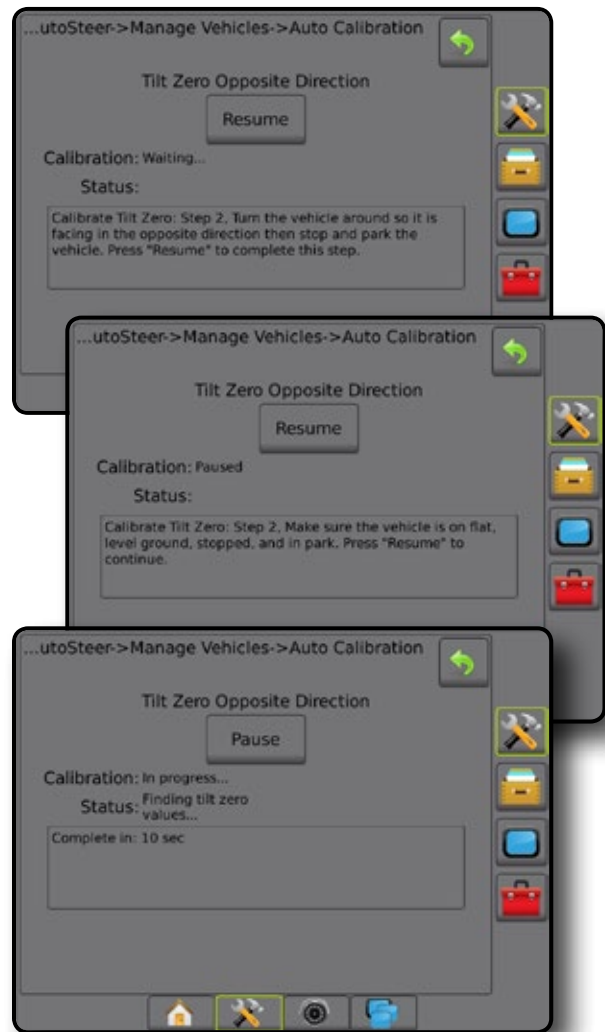 ...utoSteer->Manage Vehicles->Auto Calibration
Tilt Zero Opposite Direction
Resume
Calibration: Waiting...
Status:
Calibrate Tilt Zero: Step 2, Turn the vehicle around so it is
facing in the opposite direction then stop and park the
vehicle. Press "Resume" to complete this step.
...utoSteer->Manage Vehicles->Auto Calibration
Tilt Zero Opposite Direction
Resume
Calibration: Paused
Status:
Calibrate Tilt Zero: Step 2, Make sure the vehicle is on flat,
level ground, stopped, and in park. Press "Resume" to
continue.
...utoSteer->Manage Vehicles->Auto Calibration
Tilt Zero Opposite Direction
Pause
Calibration: In progress...
Status: Finding tilt zero
values...
Complete in: 10 sec